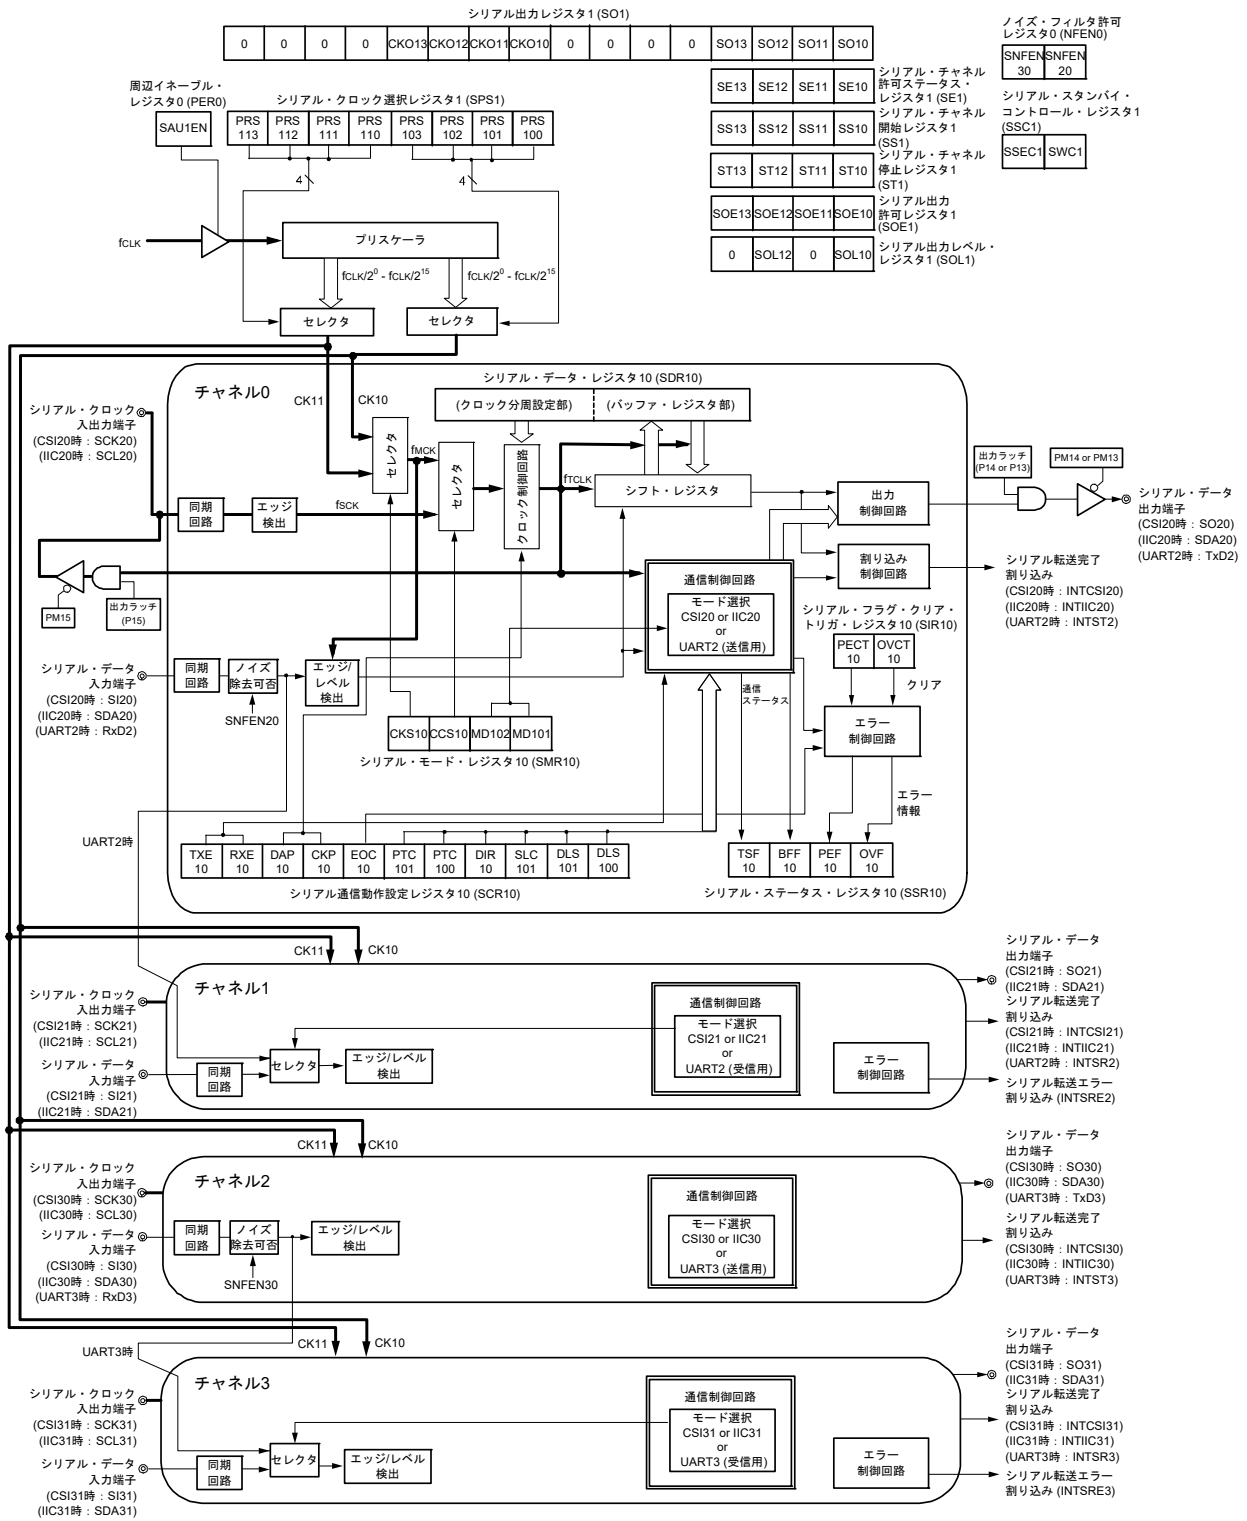 シリアル出力レジスタ1 (SO1)
0 0 0 0 CKO13 CKO12 CKO11 CKO10 0 0 0 0 SO13 SO12 SO11 SO10
ノイズ・フィルタ許可
レジスタ0 (NFEN0)
SNFEN
30
SNFEN
20
周辺イネーブル・
レジスタ0 (PER0)
SAU1EN
シリアル・クロック選択レジスタ1 (SPS1)
PRS
113
PRS
112
PRS
111
PRS
110
PRS
103
PRS
102
PRS
101
PRS
100
SE13 SE12 SE11 SE10
シリアル・チャネル
許可ステータス・
レジスタ1 (SE1)
SS13 SS12 SS11 SS10
シリアル・チャネル
開始レジスタ1
(SS1)
ST13 ST12 ST11 ST10
シリアル・チャネル
停止レジスタ1
(ST1)
SOE13 SOE12 SOE11 SOE10
シリアル出力
許可レジスタ1
(SOE1)
0 SOL12 0 SOL10
シリアル出力レベル・
レジスタ1 (SOL1)
シリアル・スタンバイ・
コントロール・レジスタ1
(SSC1)
SSEC1 SWC1
4
4
fCLK
プリスケーラ
fCLK/2⁰ - fCLK/2¹⁵
fCLK/2⁰ - fCLK/2¹⁵
セレクタ
セレクタ
チャネル0
CK11
CK10
シリアル・データ・レジスタ10 (SDR10)
(クロック分周設定部)
(バッファ・レジスタ部)
シリアル・クロック
入出力端子
(CSI20時:SCK20)
(IIC20時:SCL20)
セレクタ
fMCK
セレクタ
クロック制御回路
fTCLK
シフト・レジスタ
同期
回路
エッジ
検出
fSCK
出力
制御回路
出力ラッチ
(P14 or P13)
PM14 or PM13
シリアル・データ
出力端子
(CSI20時:SO20)
(IIC20時:SDA20)
(UART2時:TxD2)
割り込み
制御回路
シリアル転送完了
割り込み
(CSI20時:INTCSI20)
(IIC20時:INTIIC20)
(UART2時:INTST2)
PM15
出力ラッチ
(P15)
通信制御回路
モード選択
CSI20 or IIC20
or
UART2 (送信用)
シリアル・フラグ・クリア・
トリガ・レジスタ10 (SIR10)
PECT
10
OVCT
10
クリア
シリアル・データ
入力端子
(CSI20時:SI20)
(IIC20時:SDA20)
(UART2時:RxD2)
同期
回路
ノイズ
除去可否
SNFEN20
エッジ/
レベル
検出
通信
ステータス
エラー
制御回路
CKS10 CCS10 MD102 MD101
シリアル・モード・レジスタ10 (SMR10)
エラー
情報
UART2時
TXE
10
RXE
10
DAP
10
CKP
10
EOC
10
PTC
101
PTC
100
DIR
10
SLC
101
DLS
101
DLS
100
シリアル通信動作設定レジスタ10 (SCR10)
TSF
10
BFF
10
PEF
10
OVF
10
シリアル・ステータス・レジスタ10 (SSR10)
CK11
CK10
チャネル1
シリアル・クロック
入出力端子
(CSI21時:SCK21)
(IIC21時:SCL21)
シリアル・データ
入力端子
(CSI21時:SI21)
(IIC21時:SDA21)
同期
回路
セレクタ
エッジ/レベル
検出
通信制御回路
モード選択
CSI21 or IIC21
or
UART2 (受信用)
エラー
制御回路
シリアル・データ
出力端子
(CSI21時:SO21)
(IIC21時:SDA21)
シリアル転送完了
割り込み
(CSI21時:INTCSI21)
(IIC21時:INTIIC21)
(UART2時:INTSR2)
シリアル転送エラー
割り込み (INTSRE2)
CK11
CK10
チャネル2
シリアル・クロック
入出力端子
(CSI30時:SCK30)
(IIC30時:SCL30)
シリアル・データ
入力端子
(CSI30時:SI30)
(IIC30時:SDA30)
(UART3時:RxD3)
同期
回路
ノイズ
除去可否
SNFEN30
エッジ/レベル
検出
通信制御回路
モード選択
CSI30 or IIC30
or
UART3 (送信用)
シリアル・データ
出力端子
(CSI30時:SO30)
(IIC30時:SDA30)
(UART3時:TxD3)
シリアル転送完了
割り込み
(CSI30時:INTCSI30)
(IIC30時:INTIIC30)
(UART3時:INTST3)
UART3時
CK11
CK10
チャネル3
シリアル・クロック
入出力端子
(CSI31時:SCK31)
(IIC31時:SCL31)
シリアル・データ
入力端子
(CSI31時:SI31)
(IIC31時:SDA31)
同期
回路
セレクタ
エッジ/レベル
検出
通信制御回路
モード選択
CSI31 or IIC31
or
UART3 (受信用)
エラー
制御回路
シリアル・データ
出力端子
(CSI31時:SO31)
(IIC31時:SDA31)
シリアル転送完了
割り込み
(CSI31時:INTCSI31)
(IIC31時:INTIIC31)
(UART3時:INTSR3)
シリアル転送エラー
割り込み (INTSRE3)